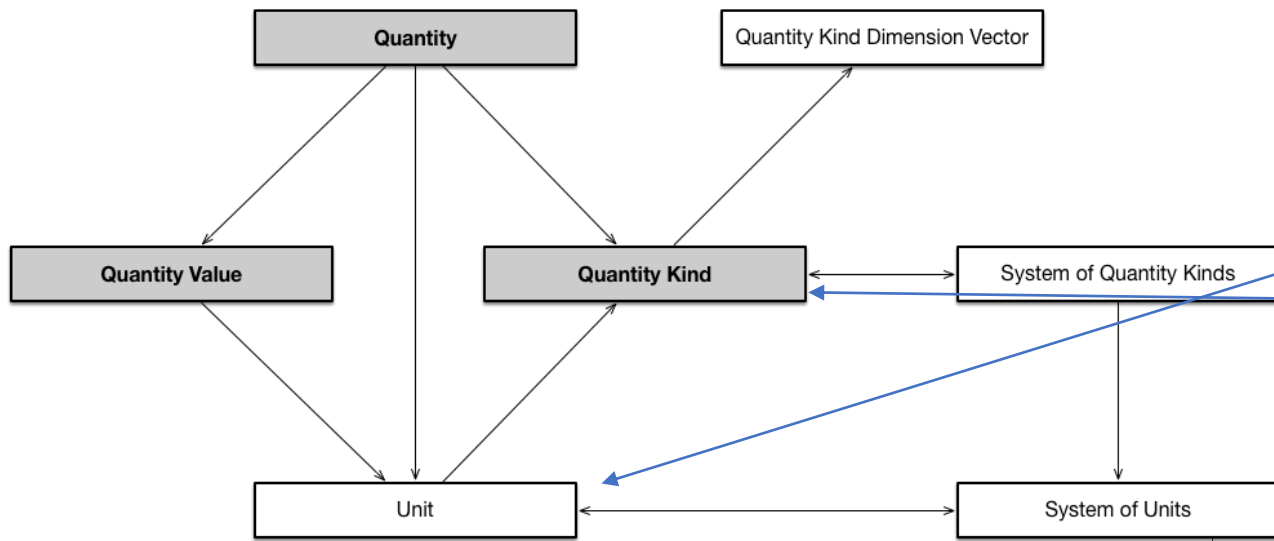 Quantity
Quantity Kind Dimension Vector
Quantity Value
Quantity Kind
System of Quantity Kinds
Unit
System of Units